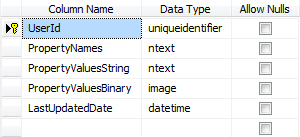 Column Name Data Type Allow Nulls
UserId uniqueidentifier
PropertyNames ntext
PropertyValuesString ntext
PropertyValuesBinary image
LastUpdatedDate datetime